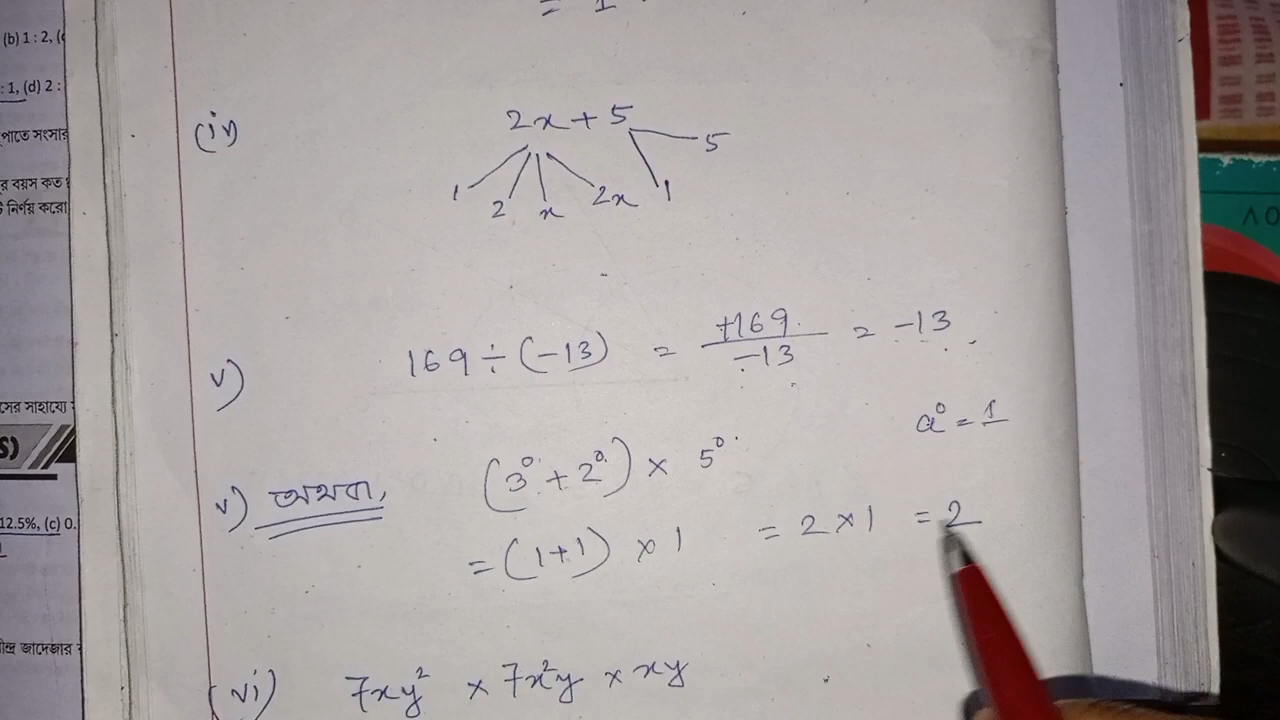 = 1
(b) 1 : 2, (
: 1, (d) 2 :
(iv) 2x + 5
1 2 x 2x 1 5
v) 169 ÷ (-13) = +169 / -13 = -13
a⁰ = 1
v) অথবা, (3⁰ + 2⁰) × 5⁰
= (1+1) × 1 = 2 × 1 = 2
(vi) 7xy² × 7x²y × xy
র বয়স কত
নির্ণয় করো
S)
12.5%, (c) 0.